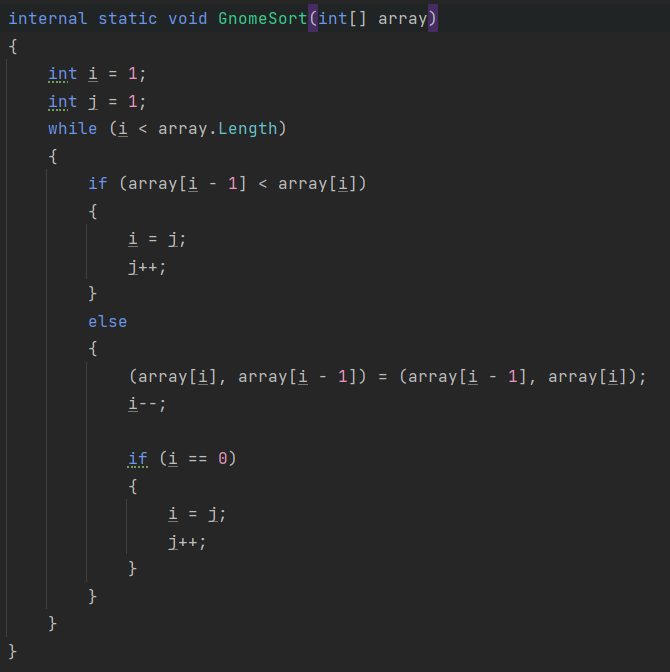 internal static void GnomeSort(int[] array)
{
    int i = 1;
    int j = 1;
    while (i < array.Length)
    {
        if (array[i - 1] < array[i])
        {
            i = j;
            j++;
        }
        else
        {
            (array[i], array[i - 1]) = (array[i - 1], array[i]);
            i--;

            if (i == 0)
            {
                i = j;
                j++;
            }
        }
    }
}